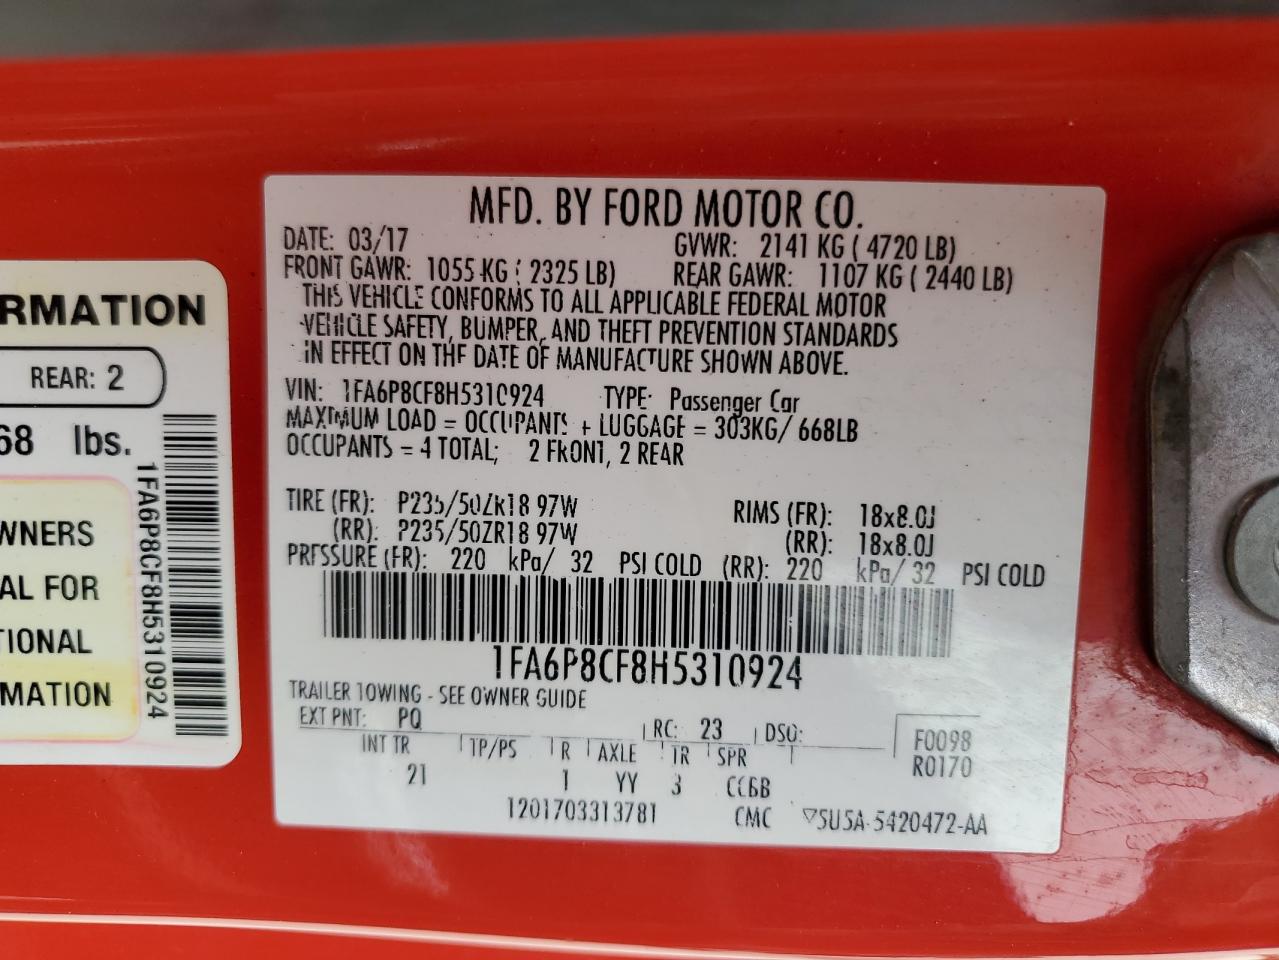 MFD. BY FORD MOTOR CO.
DATE: 03/17 GVWR: 2141 KG ( 4720 LB)
FRONT GAWR: 1055 KG ( 2325 LB) REAR GAWR: 1107 KG ( 2440 LB)
THIS VEHICLE CONFORMS TO ALL APPLICABLE FEDERAL MOTOR
VEHICLE SAFETY, BUMPER, AND THEFT PREVENTION STANDARDS
IN EFFECT ON THE DATE OF MANUFACTURE SHOWN ABOVE.
VIN: 1FA6P8CF8H5310924 TYPE: Passenger Car
MAXIMUM LOAD = OCCUPANTS + LUGGAGE = 303KG/ 668LB
OCCUPANTS = 4 TOTAL; 2 FRONT, 2 REAR
TIRE (FR): P235/50ZR18 97W RIMS (FR): 18x8.0J
(RR): P235/50ZR18 97W (RR): 18x8.0J
PRESSURE (FR): 220 kPa/ 32 PSI COLD (RR): 220 kPa/ 32 PSI COLD
1FA6P8CF8H5310924
TRAILER TOWING - SEE OWNER GUIDE
EXT PNT: PQ RC: 23 DSO:
INT TR TP/PS R AXLE TR SPR F0098
21 1 YY 3 CC6B R0170
1201703313781 CMC ▽5U5A-5420472-AA
RMATION
REAR: 2
68 lbs.
WNERS
AL FOR
TIONAL
MATION
1FA6P8CF8H5310924